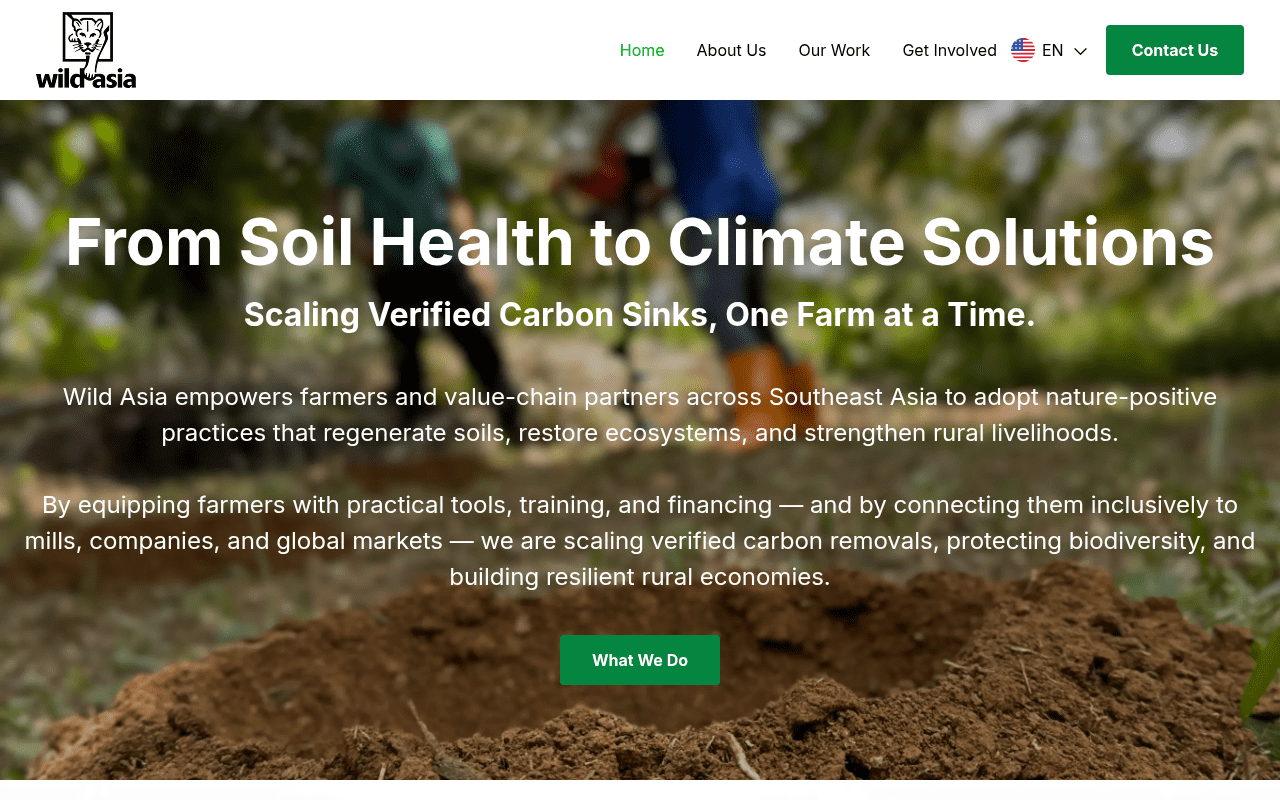 wild asia
Home
About Us
Our Work
Get Involved
EN
Contact Us
From Soil Health to Climate Solutions
Scaling Verified Carbon Sinks, One Farm at a Time.
Wild Asia empowers farmers and value-chain partners across Southeast Asia to adopt nature-positive
practices that regenerate soils, restore ecosystems, and strengthen rural livelihoods.
By equipping farmers with practical tools, training, and financing — and by connecting them inclusively to
mills, companies, and global markets — we are scaling verified carbon removals, protecting biodiversity, and
building resilient rural economies.
What We Do